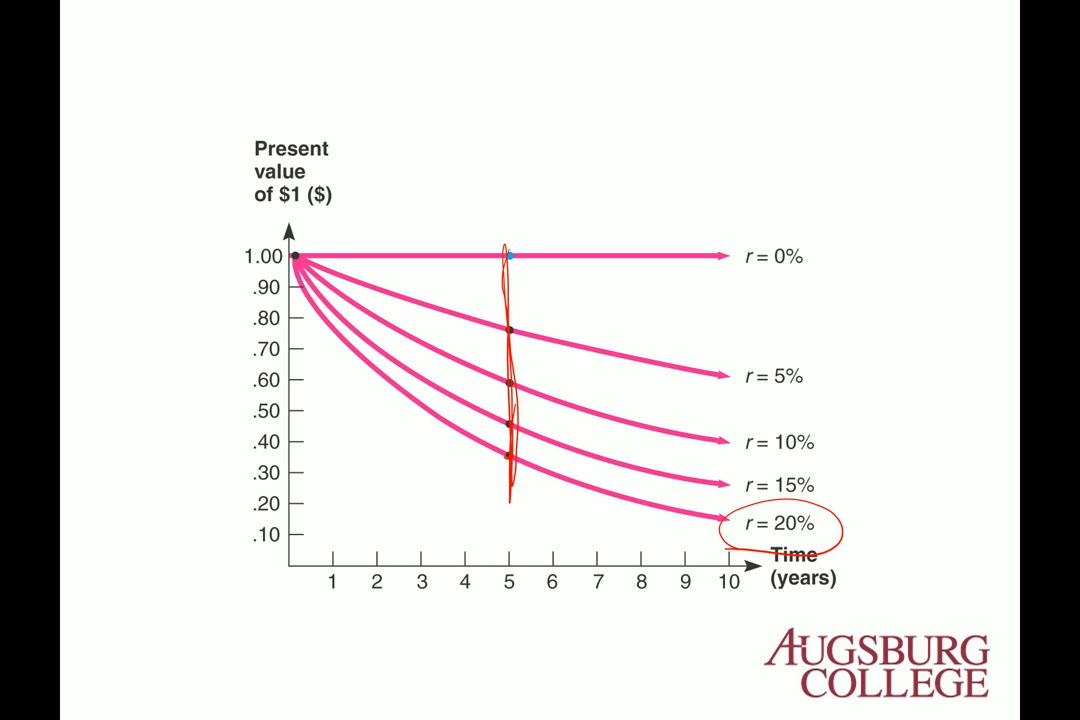 Present
value
of $1 ($)
1.00
.90
.80
.70
.60
.50
.40
.30
.20
.10
r = 0%
r = 5%
r = 10%
r = 15%
r = 20%
1 2 3 4 5 6 7 8 9 10
Time
(years)
AUGSBURG
COLLEGE